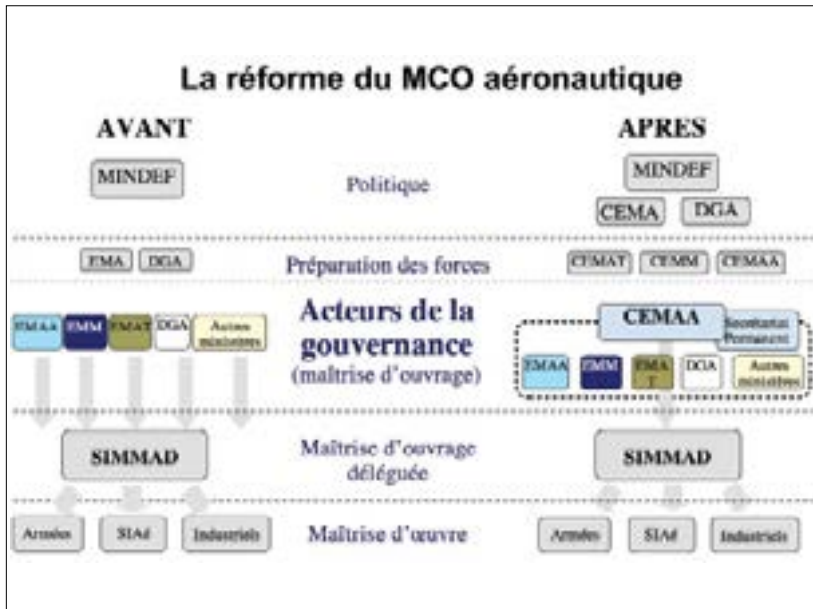 La réforme du MCO aéronautique
AVANT
APRES
MINDEF
Politique
MINDEF
CEMA
DGA
EMA
DGA
Préparation des forces
CEMAT
CEMM
CEMAA
EMAA
EMM
EMAT
DGA
Autres ministères
Acteurs de la
gouvernance
(maîtrise d'ouvrage)
CEMAA
Secrétariat
Permanent
EMAA
EMM
EMA
T
DGA
Autres
ministères
SIMMAD
Maîtrise d'ouvrage
déléguée
SIMMAD
Armées
SIAé
Industriels
Maîtrise d'œuvre
Armées
SIAé
Industriels